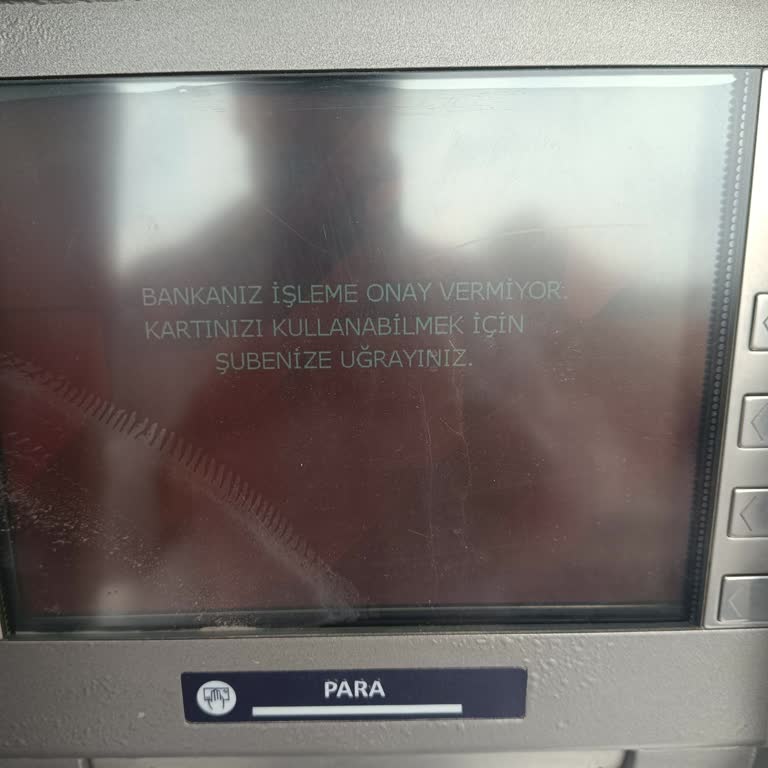 BANKANIZ İŞLEME ONAY VERMİYOR.
KARTINIZI KULLANABİLMEK İÇİN
ŞUBENİZE UĞRAYINIZ.
PARA